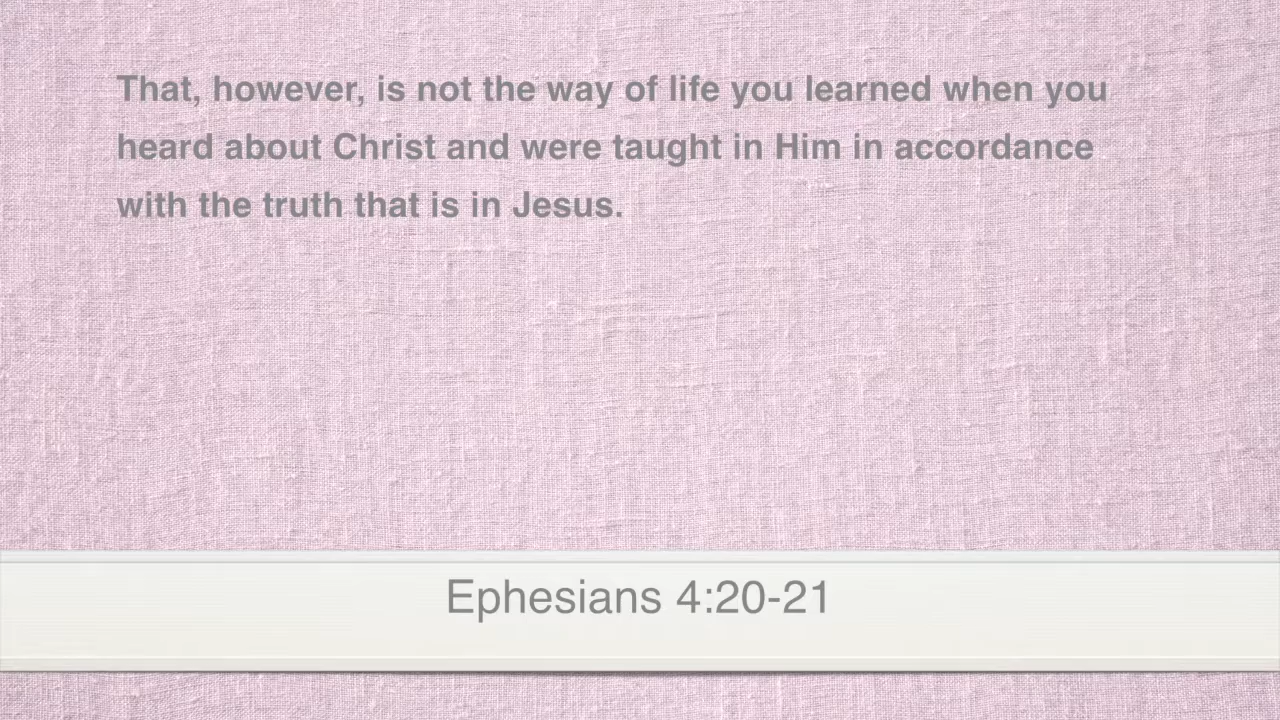 That, however, is not the way of life you learned when you
heard about Christ and were taught in Him in accordance
with the truth that is in Jesus.
Ephesians 4:20-21